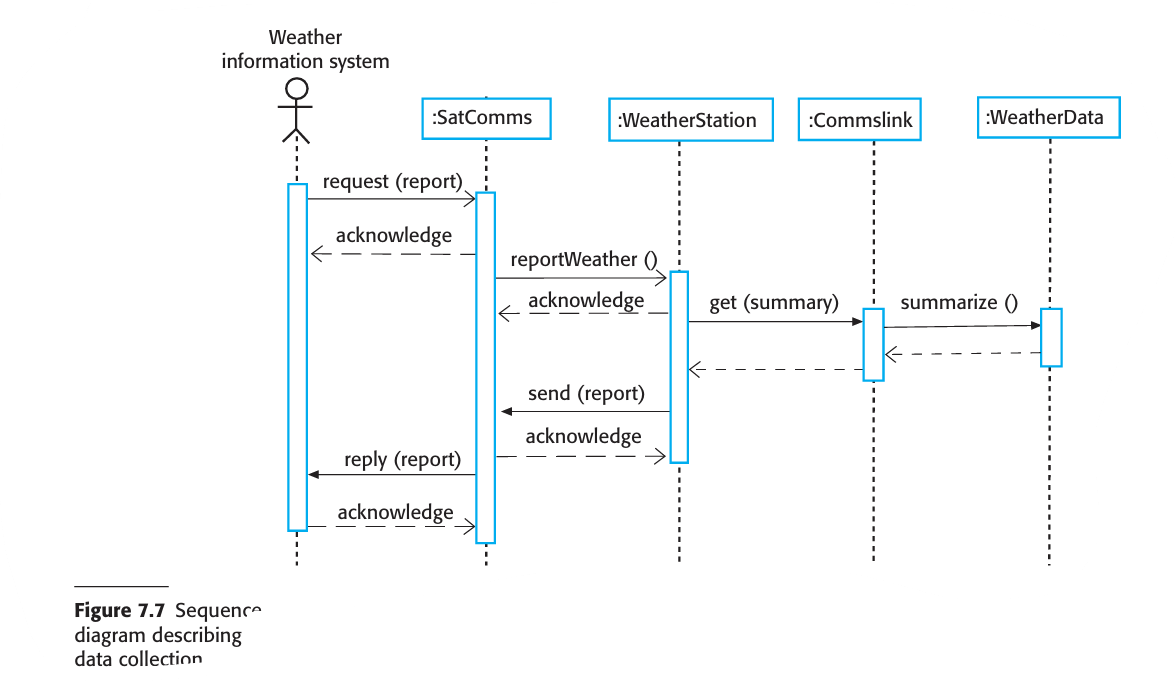 Weather
information system
:SatComms
:WeatherStation
:Commslink
:WeatherData
request (report)
acknowledge
reportWeather ()
acknowledge
get (summary)
summarize ()
send (report)
acknowledge
reply (report)
acknowledge
Figure 7.7 Sequence
diagram describing
data collection